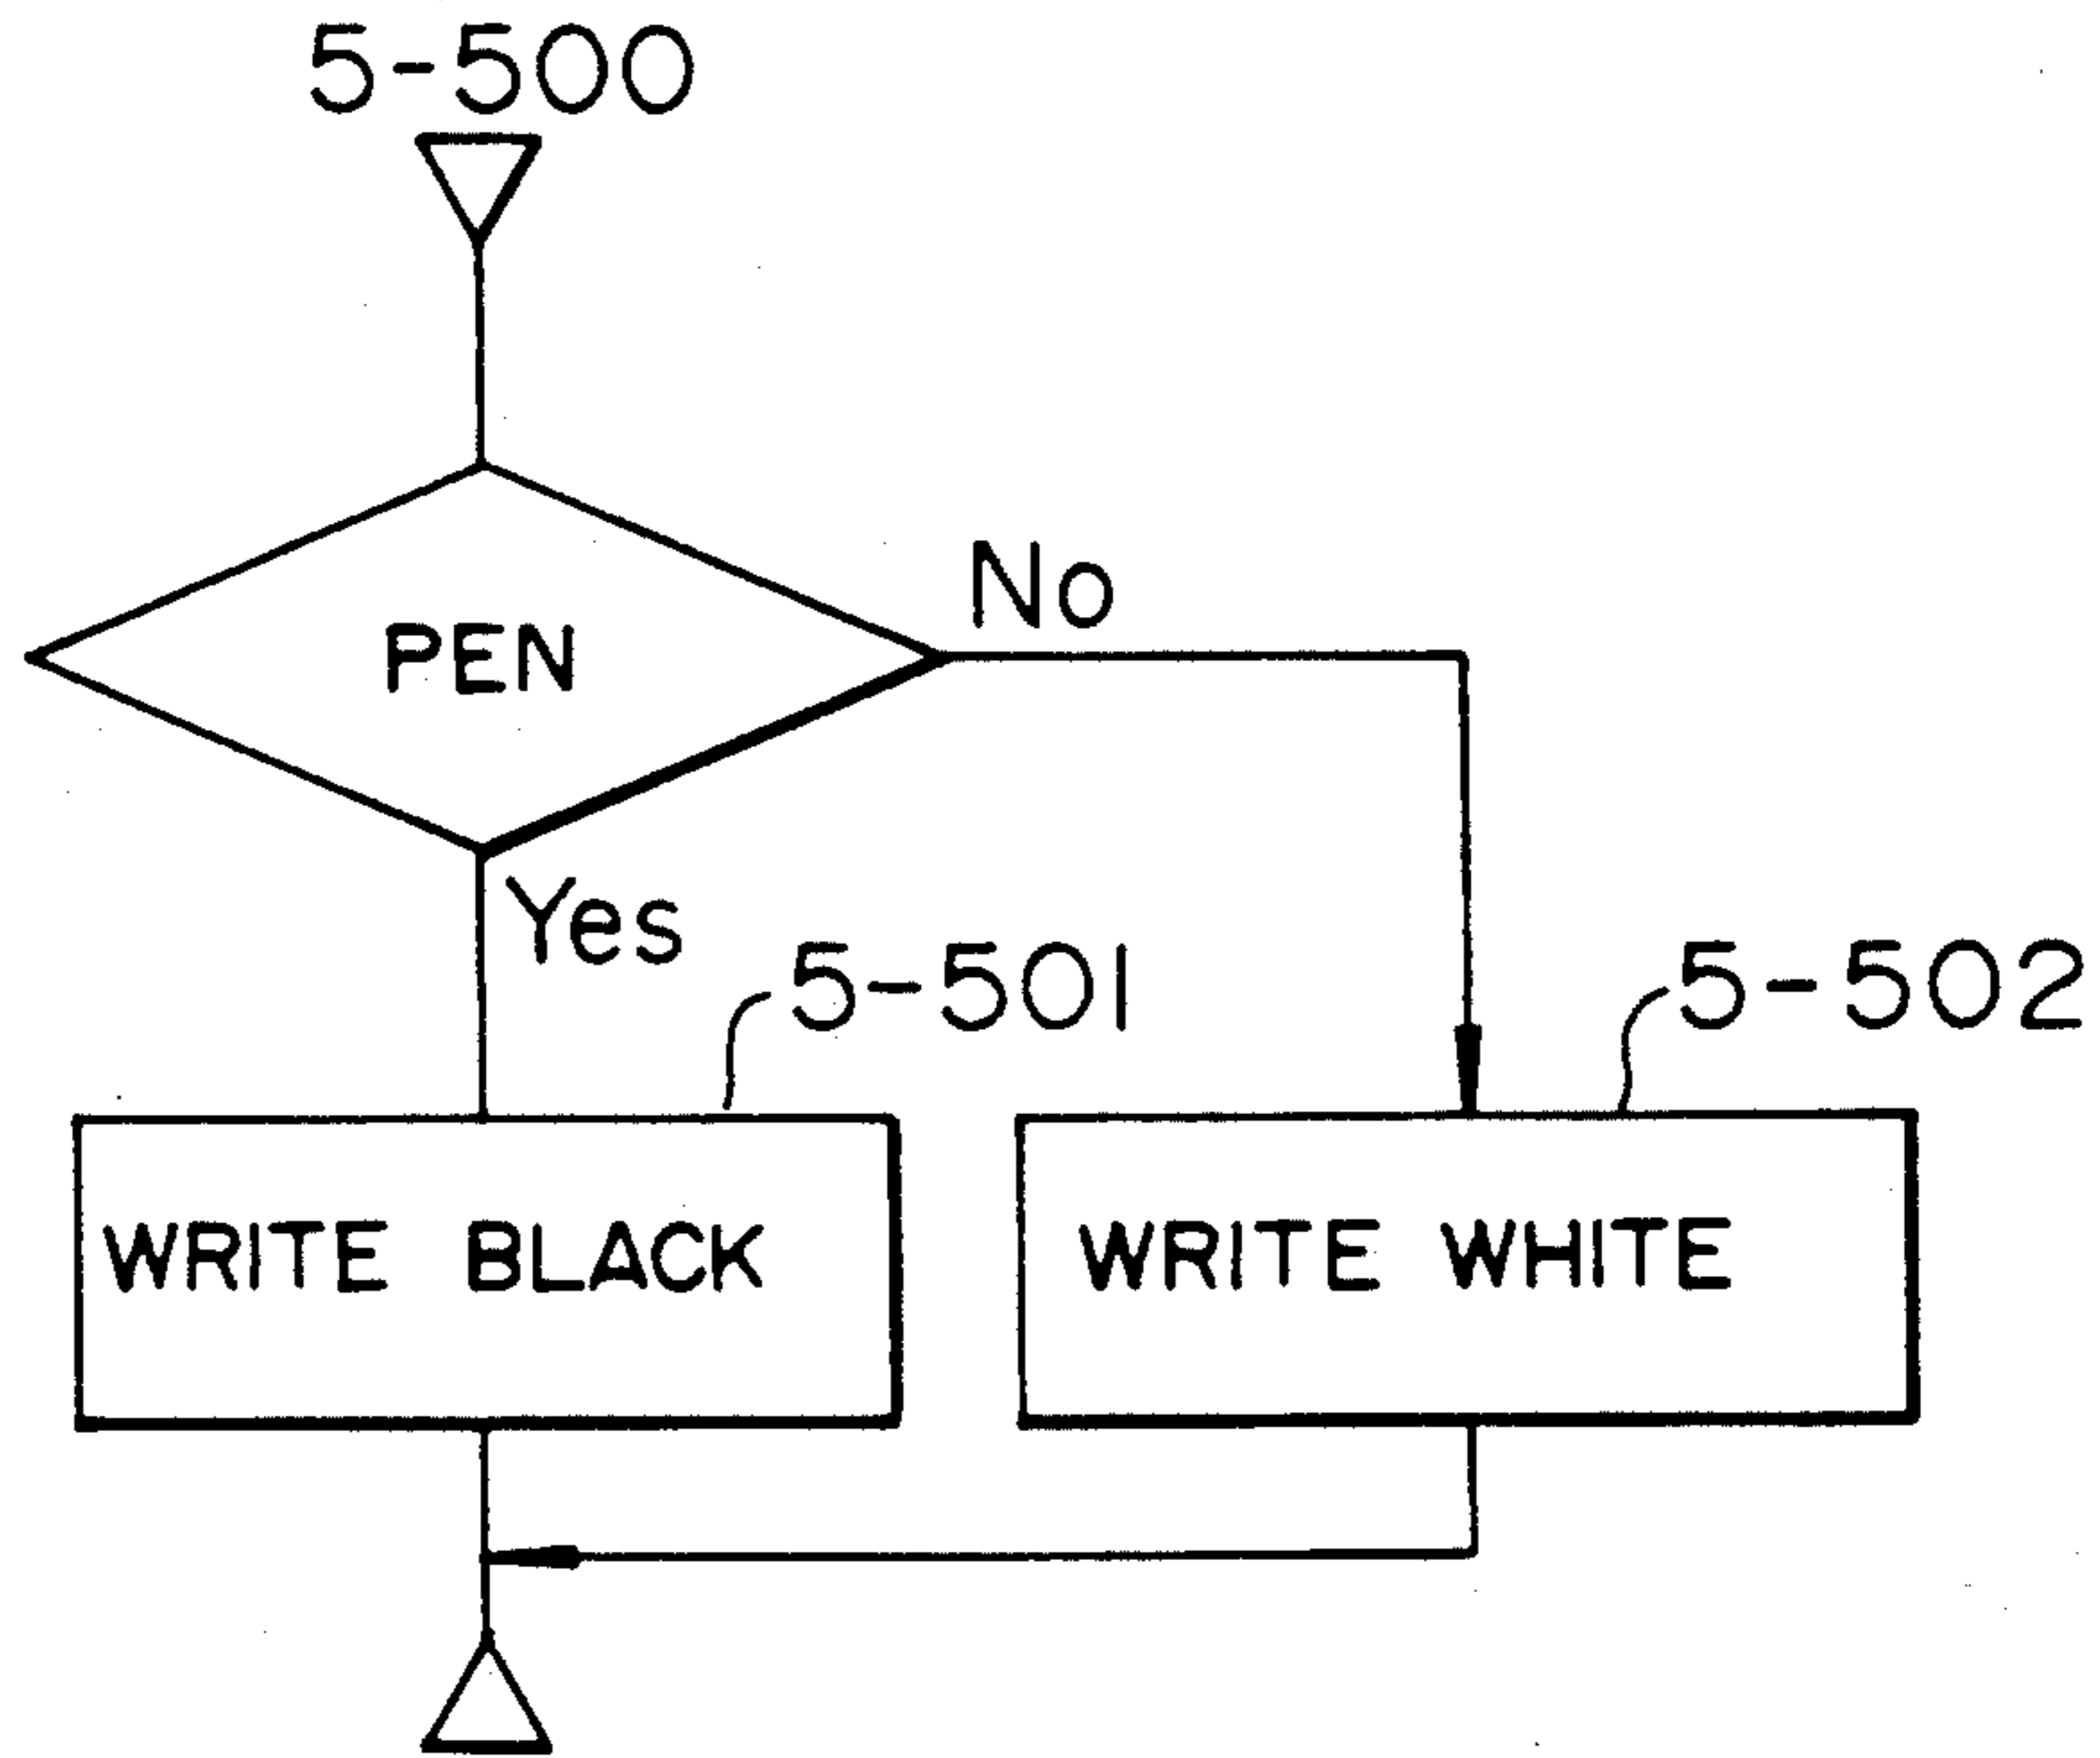 5-500
No
PEN
Yes
5-501
5-502
WRITE BLACK
WRITE WHITE